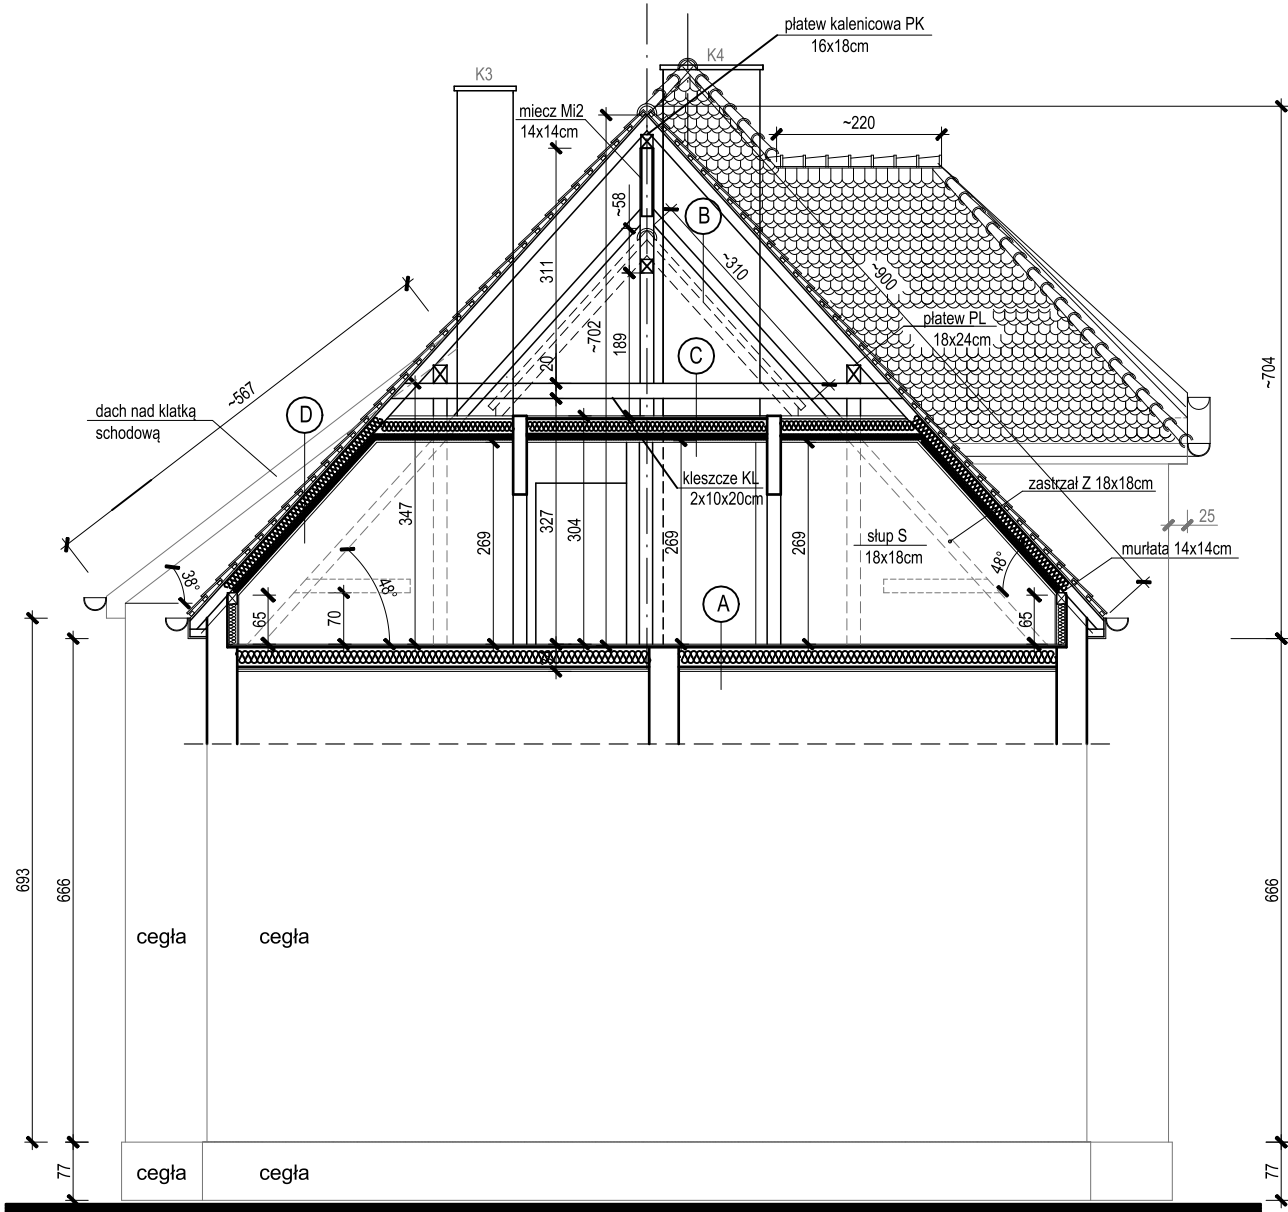 płatew kalenicowa PK
16x18cm
K3
K4
miecz Mi2
14x14cm
~220
~58
B
311
~310
~900
~702
189
20
płatew PL
18x24cm
C
~704
~567
dach nad klatką
schodową
D
347
269
327
304
kleszcze KL
2x10x20cm
269
269
zastrzał Z 18x18cm
25
słup S
18x18cm
murłata 14x14cm
38°
48°
48°
65
70
A
65
693
666
666
cegła
cegła
77
cegła
cegła
77